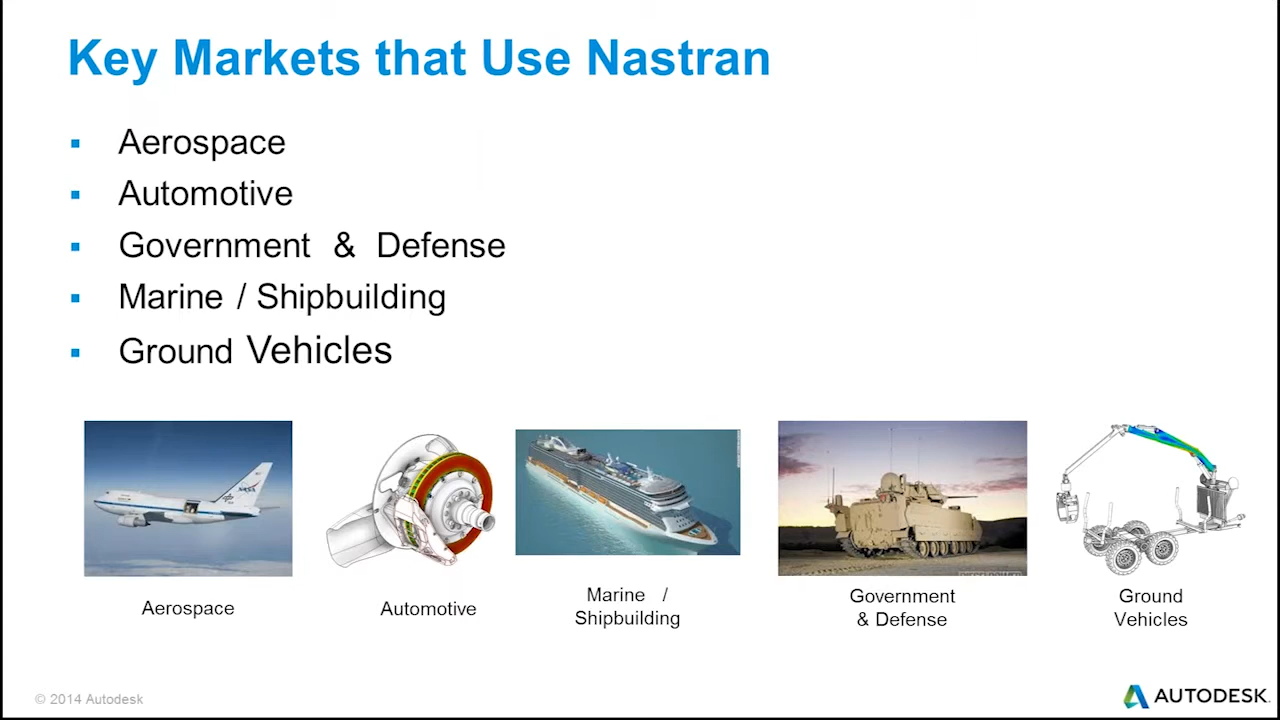 Key Markets that Use Nastran
Aerospace
Automotive
Government & Defense
Marine / Shipbuilding
Ground Vehicles
NASA
Aerospace
Automotive
Marine /
Shipbuilding
Government
& Defense
Ground
Vehicles
© 2014 Autodesk
AUTODESK.